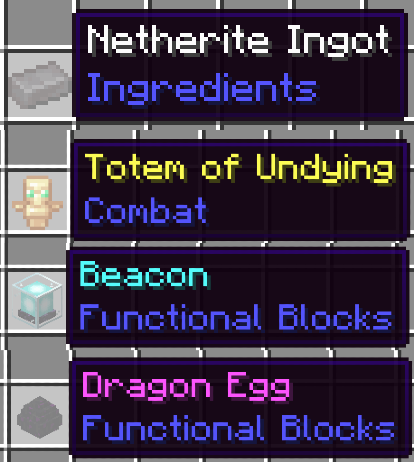 Netherite Ingot
Ingredients
Totem of Undying
Combat
Beacon
Functional Blocks
Dragon Egg
Functional Blocks